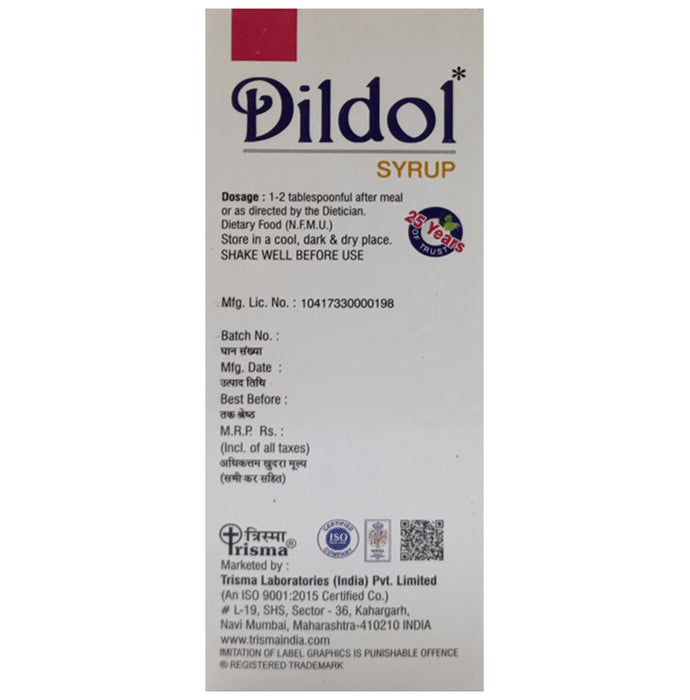 Dildol*
SYRUP
Dosage : 1-2 tablespoonful after meal
or as directed by the Dietician.
Dietary Food (N.F.M.U.)
Store in a cool, dark & dry place.
SHAKE WELL BEFORE USE
25 Years
OF TRUST
Mfg. Lic. No. : 10417330000198
Batch No. :
घान संख्या
Mfg. Date :
उत्पाद तिथि
Best Before :
तक श्रेष्ठ
M.R.P. Rs. :
(Incl. of all taxes)
अधिकत्तम खुदरा मूल्य
(सभी कर सहित)
त्रिस्मा
Trisma®
CERTIFIED
ISO
COMPANY
Marketed by :
Trisma Laboratories (India) Pvt. Limited
(An ISO 9001:2015 Certified Co.)
# L-19, SHS, Sector - 36, Kahargarh,
Navi Mumbai, Maharashtra-410210 INDIA
www.trismaindia.com
IMITATION OF LABEL GRAPHICS IS PUNISHABLE OFFENCE
® REGISTERED TRADEMARK